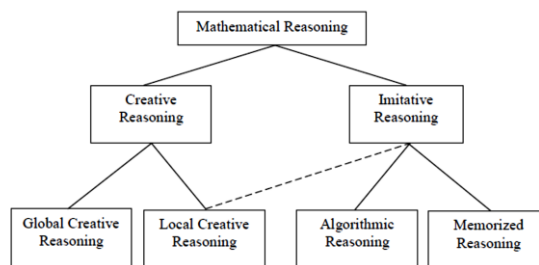 Mathematical Reasoning
Creative
Reasoning
Imitative
Reasoning
Global Creative
Reasoning
Local Creative
Reasoning
Algorithmic
Reasoning
Memorized
Reasoning